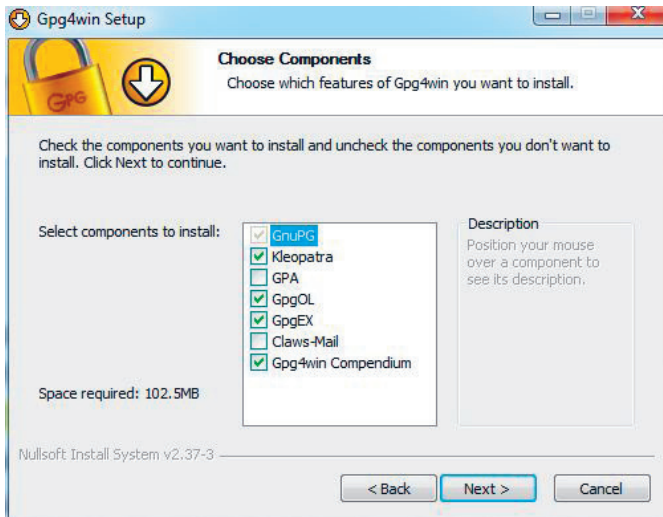 Gpg4win Setup
Choose Components
Choose which features of Gpg4win you want to install.
GPG
Check the components you want to install and uncheck the components you don't want to
install. Click Next to continue.
Select components to install:
GnuPG
Kleopatra
GPA
GpgOL
GpgEX
Claws-Mail
Gpg4win Compendium
Description
Position your mouse
over a component to
see its description.
Space required: 102.5MB
Nullsoft Install System v2.37-3
< Back
Next >
Cancel